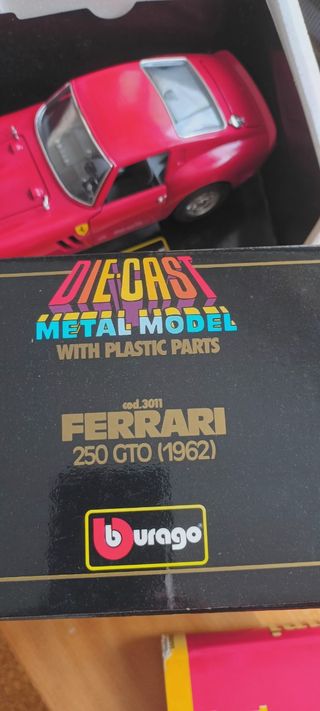 DIE-CAST
METAL MODEL
WITH PLASTIC PARTS
cod.3011
FERRARI
250 GTO (1962)
burago